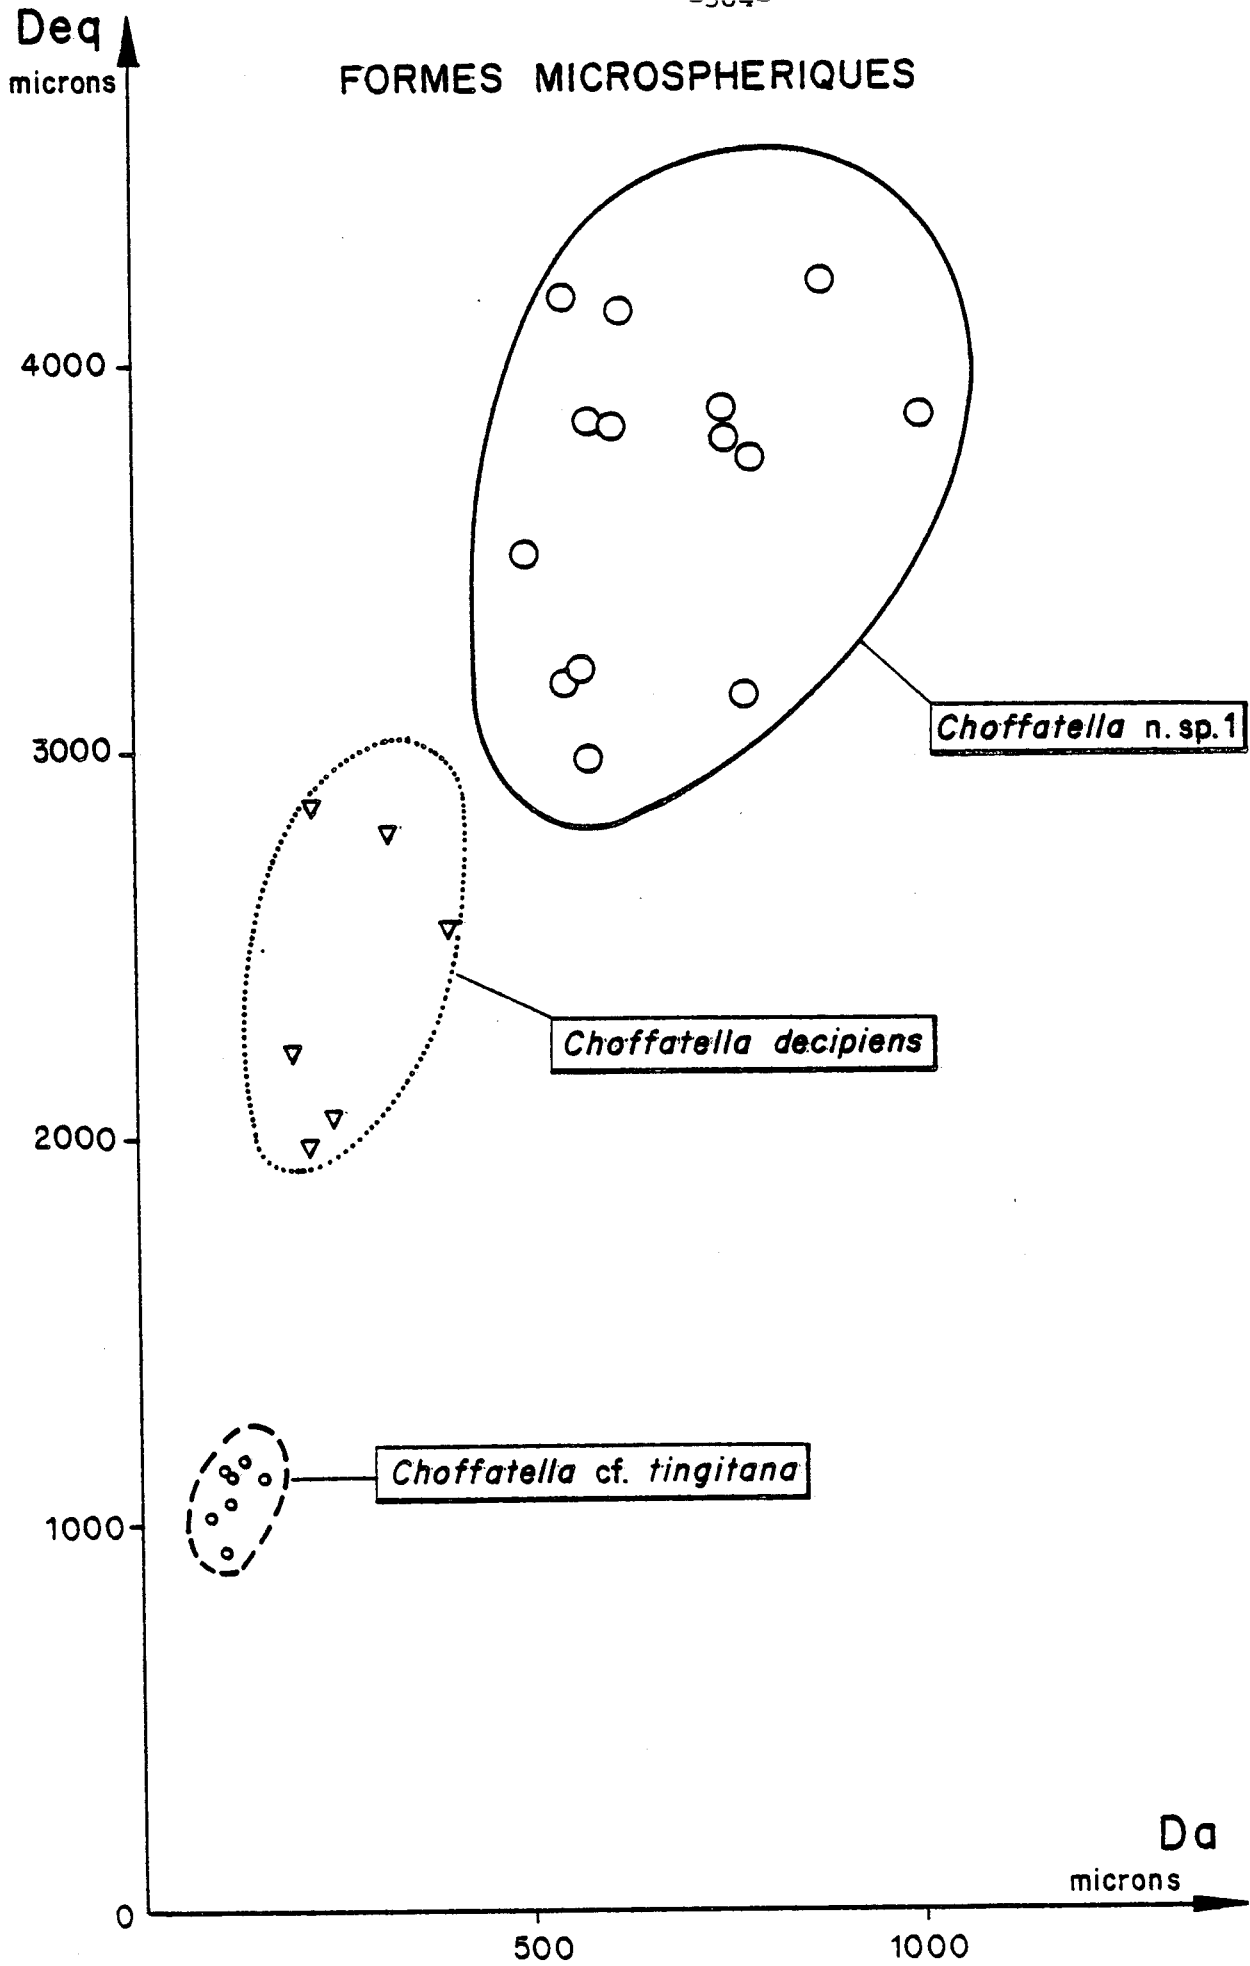 Deq
microns
FORMES MICROSPHERIQUES
4000
Choffatella n. sp. 1
3000
Choffatella decipiens
2000
Choffatella cf. tingitana
1000
Da
microns
0
500
1000